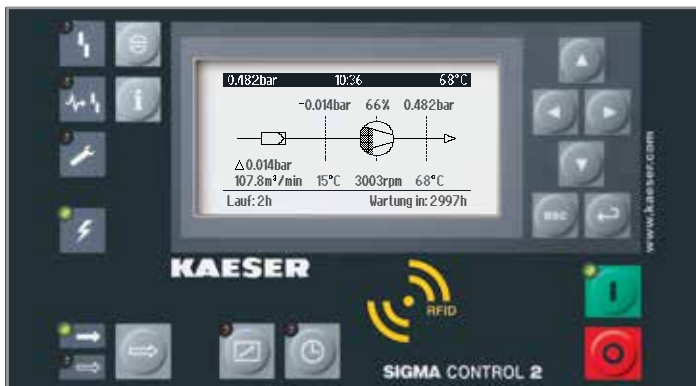 0.482bar 10:36 68°C
-0.014bar 66% 0.482bar
△0.014bar
107.8m³/min 15°C 3003rpm 68°C
Lauf: 2h Wartung in: 2997h
ESC
www.kaeser.com
KAESER
RFID
SIGMA CONTROL 2